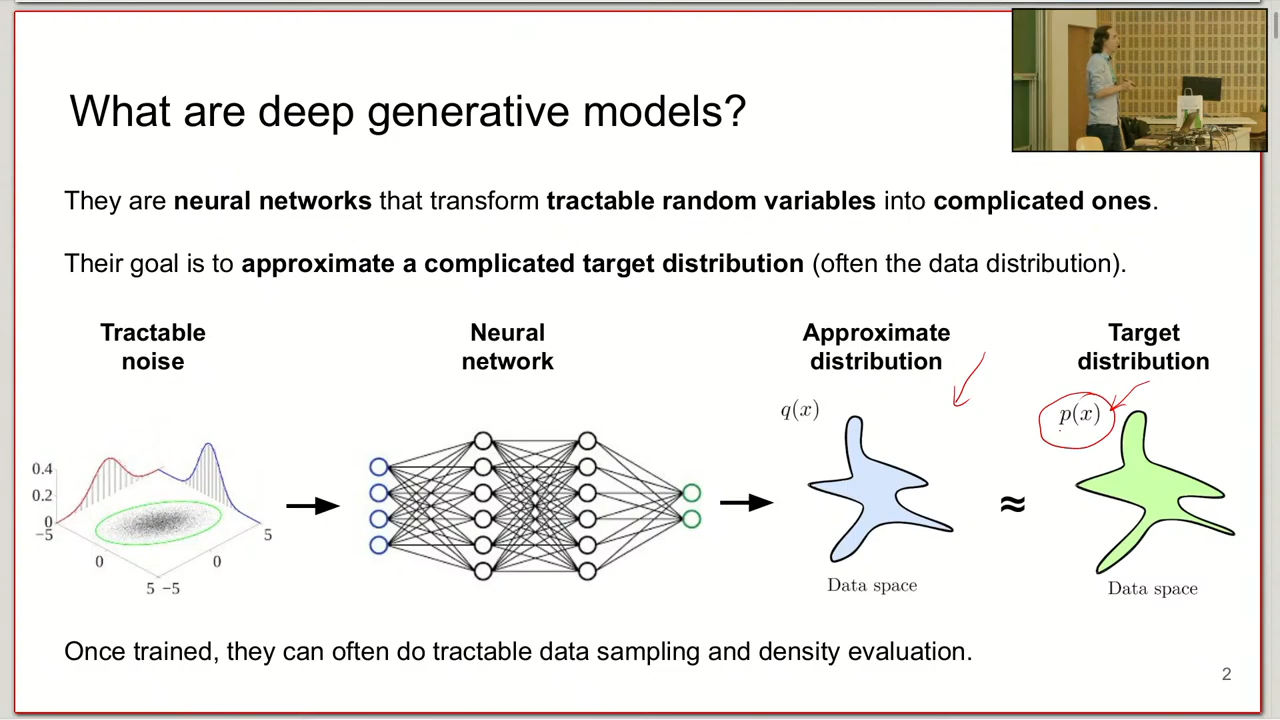 What are deep generative models?
They are neural networks that transform tractable random variables into complicated ones.
Their goal is to approximate a complicated target distribution (often the data distribution).
Tractable
noise
Neural
network
Approximate
distribution
Target
distribution
q(x)
p(x)
0.4
0.2
0
−5
0
5
−5
0
5
≈
Data space
Data space
Once trained, they can often do tractable data sampling and density evaluation.
2